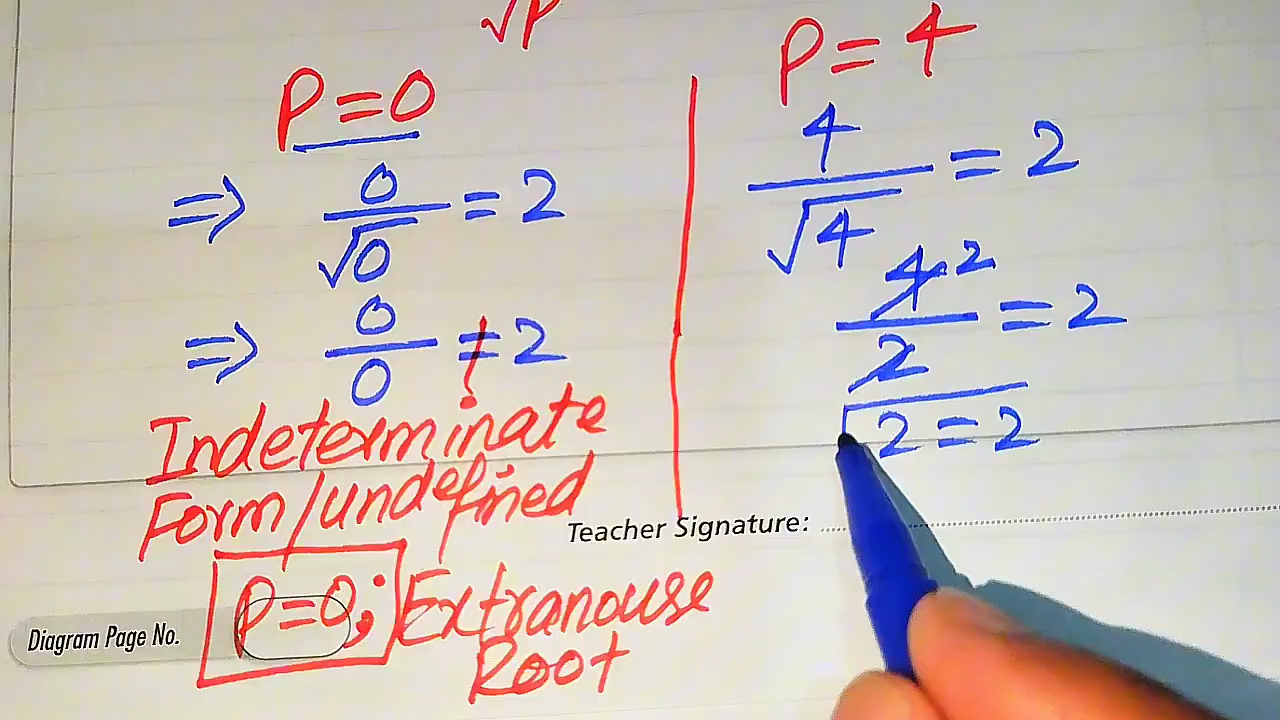 √P
P=0
⇒ 0/√0 = 2
⇒ 0/0 = 2
Indeterminate
Form/undefined
P=0; Extranouse
Root
P=4
4/√4 = 2
4 2/2 = 2
2=2
Teacher Signature:
Diagram Page No.